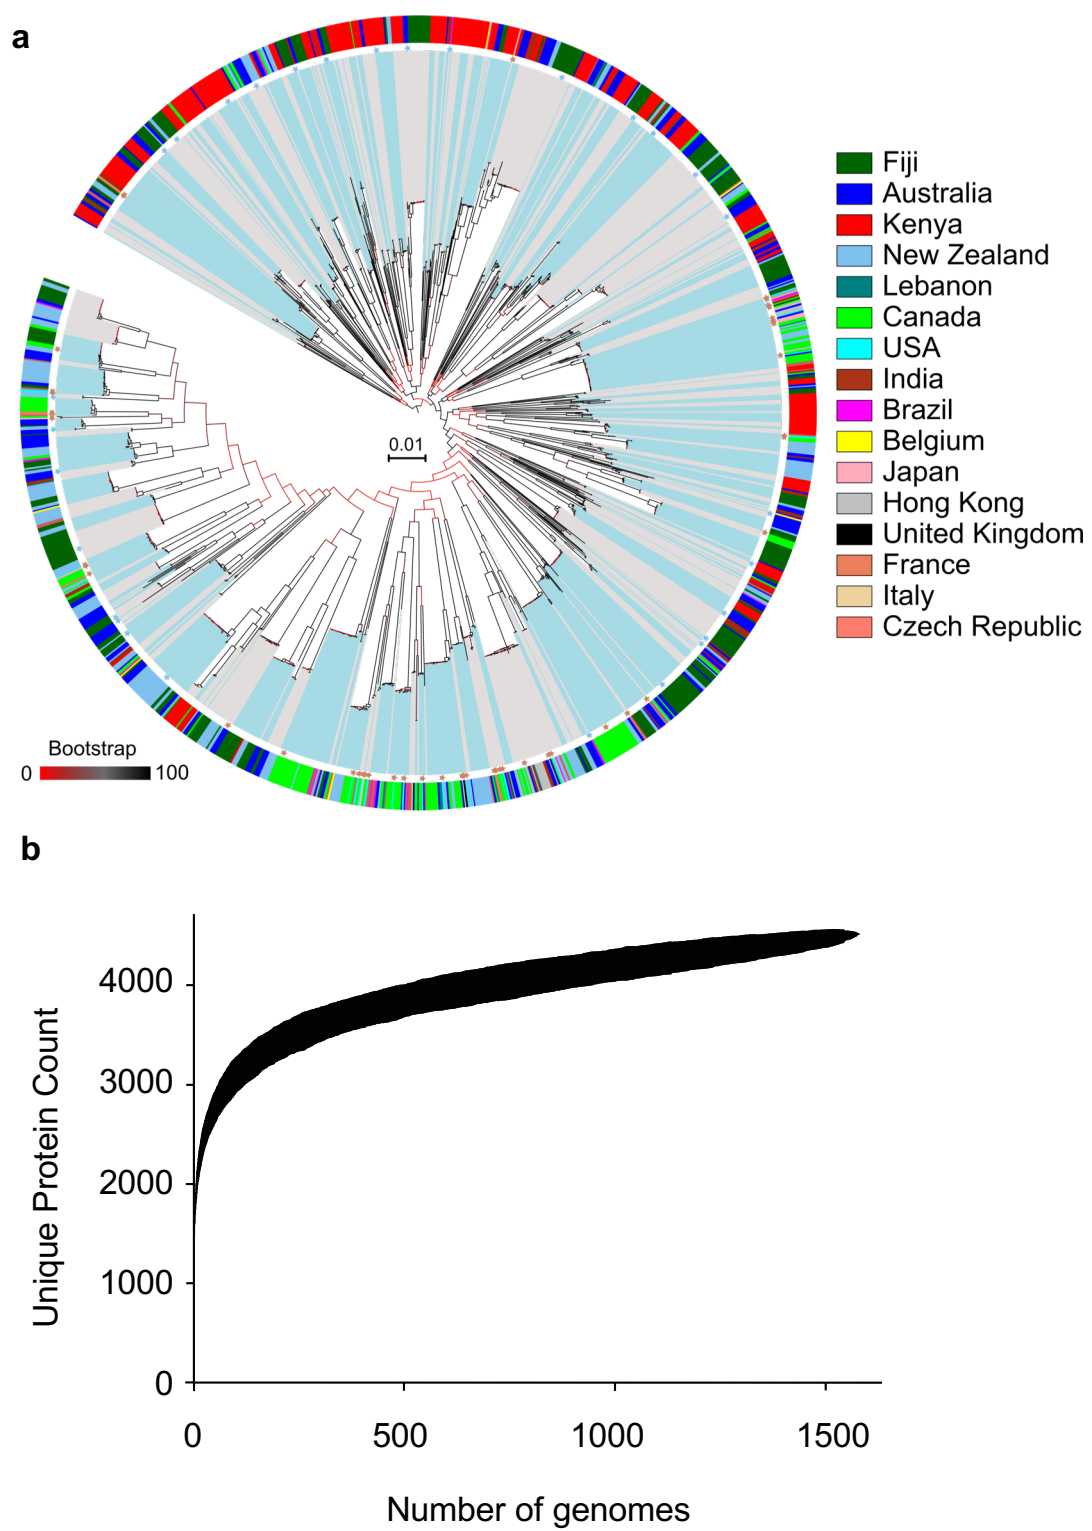 a
Fiji
Australia
Kenya
New Zealand
Lebanon
Canada
USA
India
Brazil
Belgium
Japan
Hong Kong
United Kingdom
France
Italy
Czech Republic
0.01
Bootstrap
0 100
b
Unique Protein Count
4000
3000
2000
1000
0
0 500 1000 1500
Number of genomes